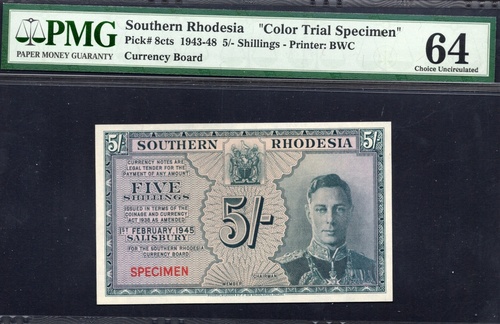 PMG
PAPER MONEY GUARANTY
Southern Rhodesia "Color Trial Specimen"
Pick# 8cts 1943-48 5/- Shillings - Printer: BWC
Currency Board
64
Choice Uncirculated
5/-
5/-
SOUTHERN RHODESIA
CURRENCY NOTES ARE
LEGAL TENDER FOR THE
PAYMENT OF ANY AMOUNT
FIVE
SHILLINGS
5/-
ISSUED IN TERMS OF THE
COINAGE AND CURRENCY
ACT 1938 AS AMENDED
1ST FEBRUARY, 1945
SALISBURY
FOR THE SOUTHERN RHODESIA
CURRENCY BOARD
SPECIMEN
CHAIRMAN
MEMBER